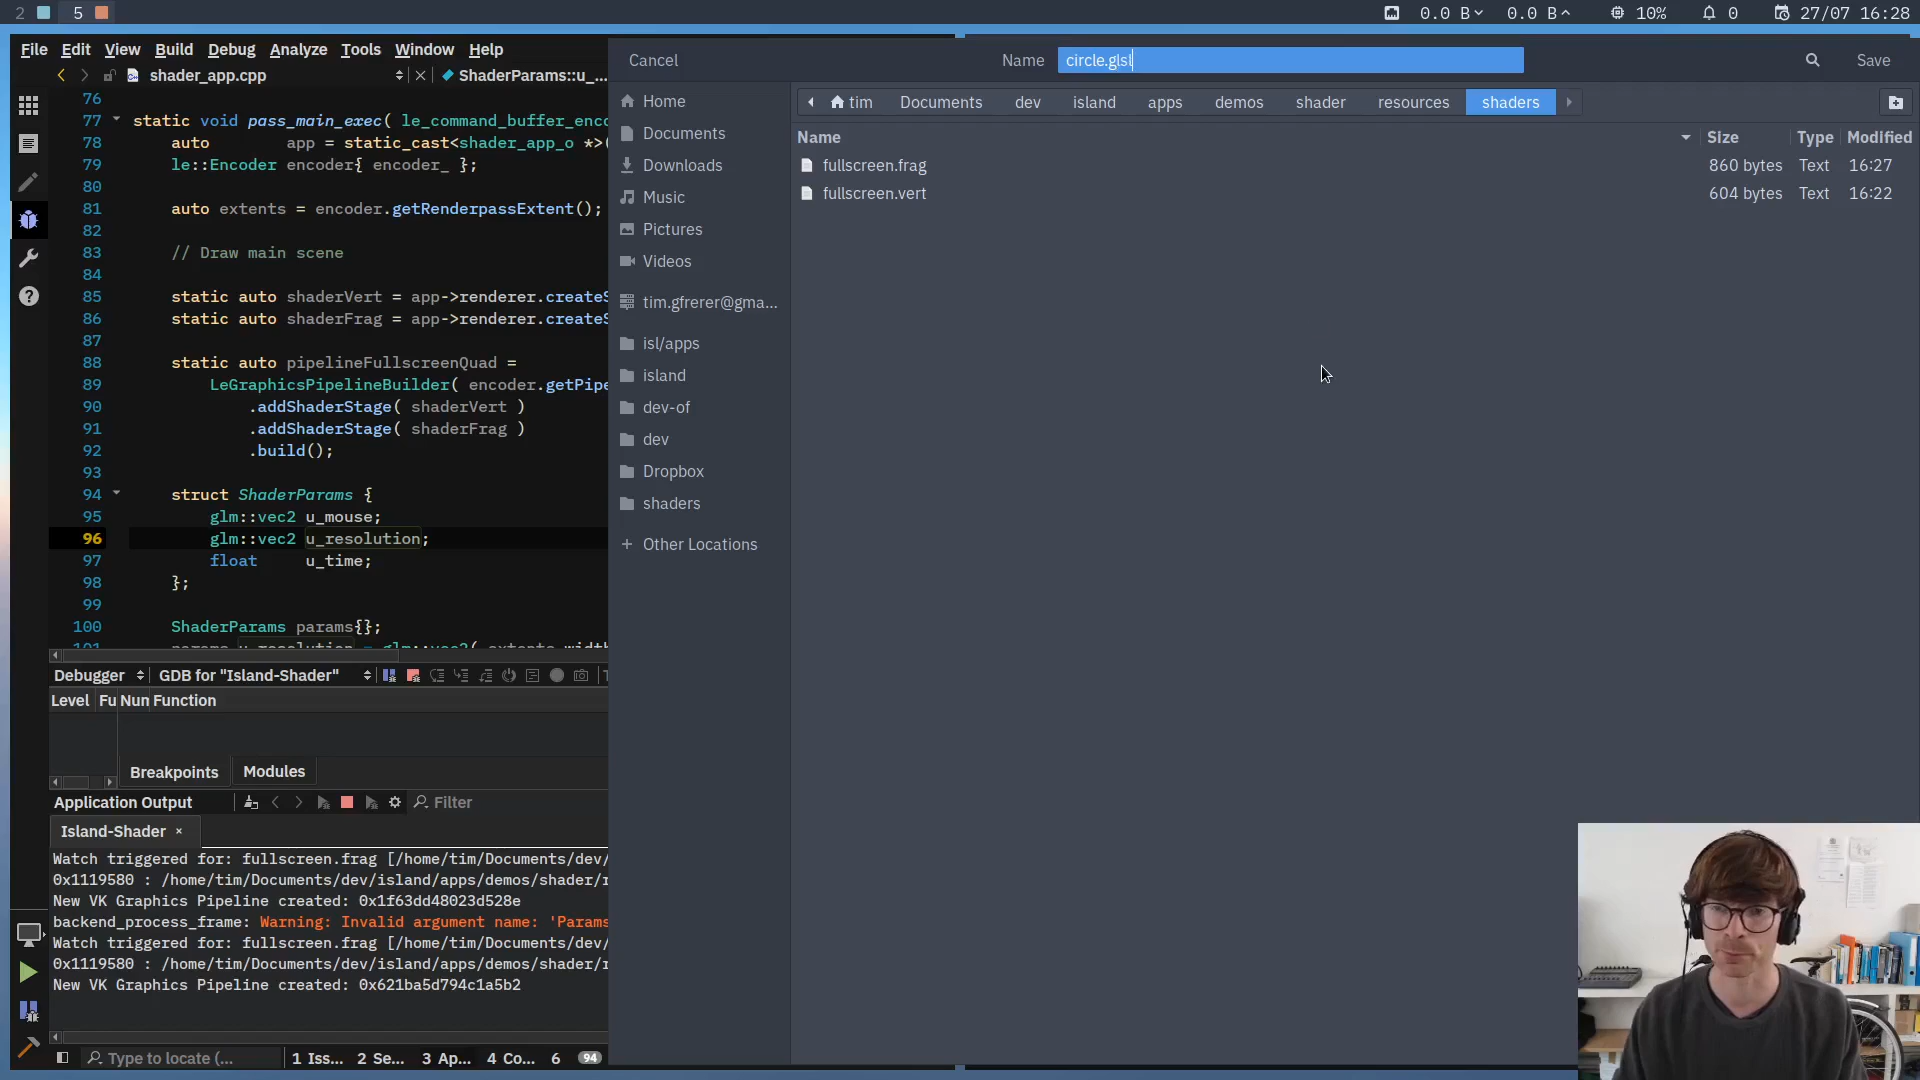 2 5 0.0 B 0.0 B 10% 0 27/07 16:28
File Edit View Build Debug Analyze Tools Window Help
shader_app.cpp ShaderParams::u_...
76
77 static void pass_main_exec( le_command_buffer_enco
78 auto app = static_cast<shader_app_o *>(
79 le::Encoder encoder{ encoder_ };
80
81 auto extents = encoder.getRenderpassExtent();
82
83 // Draw main scene
84
85 static auto shaderVert = app->renderer.createS
86 static auto shaderFrag = app->renderer.createS
87
88 static auto pipelineFullscreenQuad =
89 LeGraphicsPipelineBuilder( encoder.getPipe
90 .addShaderStage( shaderVert )
91 .addShaderStage( shaderFrag )
92 .build();
93
94 struct ShaderParams {
95 glm::vec2 u_mouse;
96 glm::vec2 u_resolution;
97 float u_time;
98 };
99
100 ShaderParams params{};
Debugger GDB for "Island-Shader"
Level Fu Nun Function
Breakpoints Modules
Application Output Filter
Island-Shader ×
Watch triggered for: fullscreen.frag [/home/tim/Documents/dev/
0x1119580 : /home/tim/Documents/dev/island/apps/demos/shader/r
New VK Graphics Pipeline created: 0x1f63dd48023d528e
backend_process_frame: Warning: Invalid argument name: 'Params
Watch triggered for: fullscreen.frag [/home/tim/Documents/dev/
0x1119580 : /home/tim/Documents/dev/island/apps/demos/shader/r
New VK Graphics Pipeline created: 0x621ba5d794c1a5b2
Type to locate (... 1 Iss... 2 Se... 3 Ap... 4 Co... 6 94
Cancel Name circle.glsl Save
tim Documents dev island apps demos shader resources shaders
Home
Documents
Downloads
Music
Pictures
Videos
tim.gfrerer@gma...
isl/apps
island
dev-of
dev
Dropbox
shaders
+ Other Locations
Name Size Type Modified
fullscreen.frag 860 bytes Text 16:27
fullscreen.vert 604 bytes Text 16:22